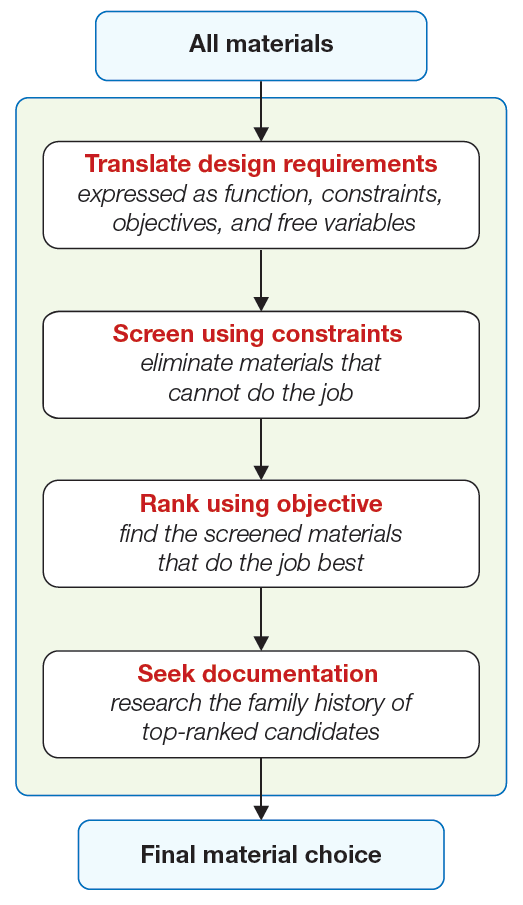 All materials
Translate design requirements
expressed as function, constraints,
objectives, and free variables
Screen using constraints
eliminate materials that
cannot do the job
Rank using objective
find the screened materials
that do the job best
Seek documentation
research the family history of
top-ranked candidates
Final material choice